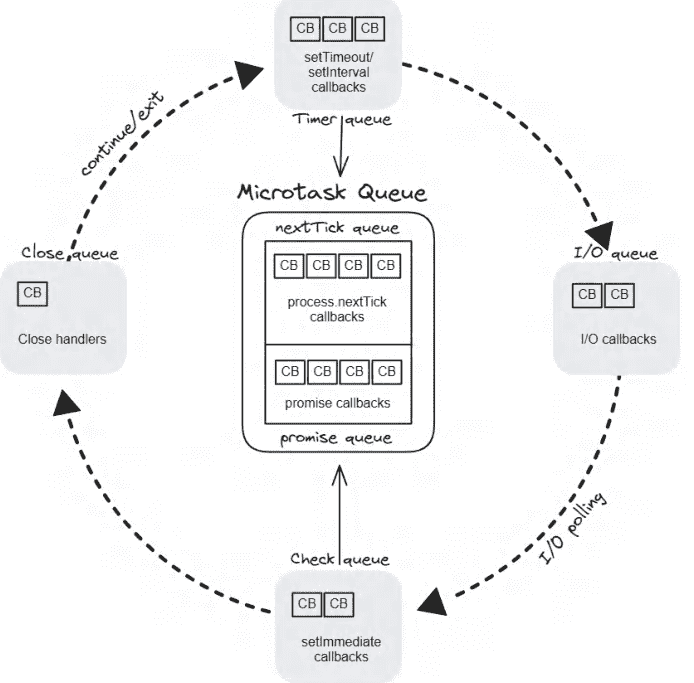 CB CB CB
setTimeout/
setInterval
callbacks
Timer queue
continue/exit
Microtask Queue
nextTick queue
CB CB CB CB
process.nextTick
callbacks
CB CB CB CB
promise callbacks
promise queue
Close queue
CB
Close handlers
I/O queue
CB CB
I/O callbacks
I/O polling
Check queue
CB CB
setImmediate
callbacks